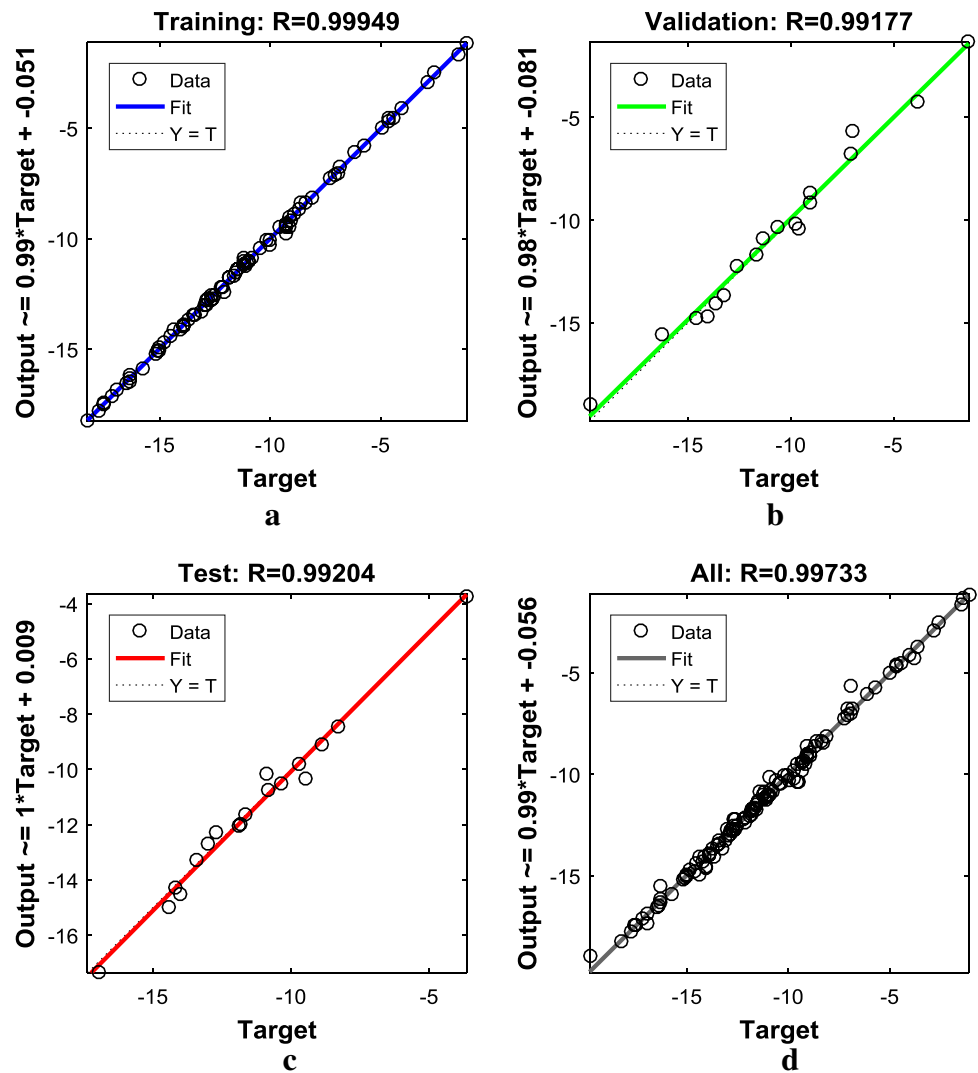 Training: R=0.99949
Output ~= 0.99*Target + -0.051
Data
Fit
Y = T
-5
-10
-15
-15
-10
-5
Target
a
Validation: R=0.99177
Output ~= 0.98*Target + -0.081
Data
Fit
Y = T
-5
-10
-15
-15
-10
-5
Target
b
Test: R=0.99204
Output ~= 1*Target + 0.009
Data
Fit
Y = T
-4
-6
-8
-10
-12
-14
-16
-15
-10
-5
Target
c
All: R=0.99733
Output ~= 0.99*Target + -0.056
Data
Fit
Y = T
-5
-10
-15
-15
-10
-5
Target
d